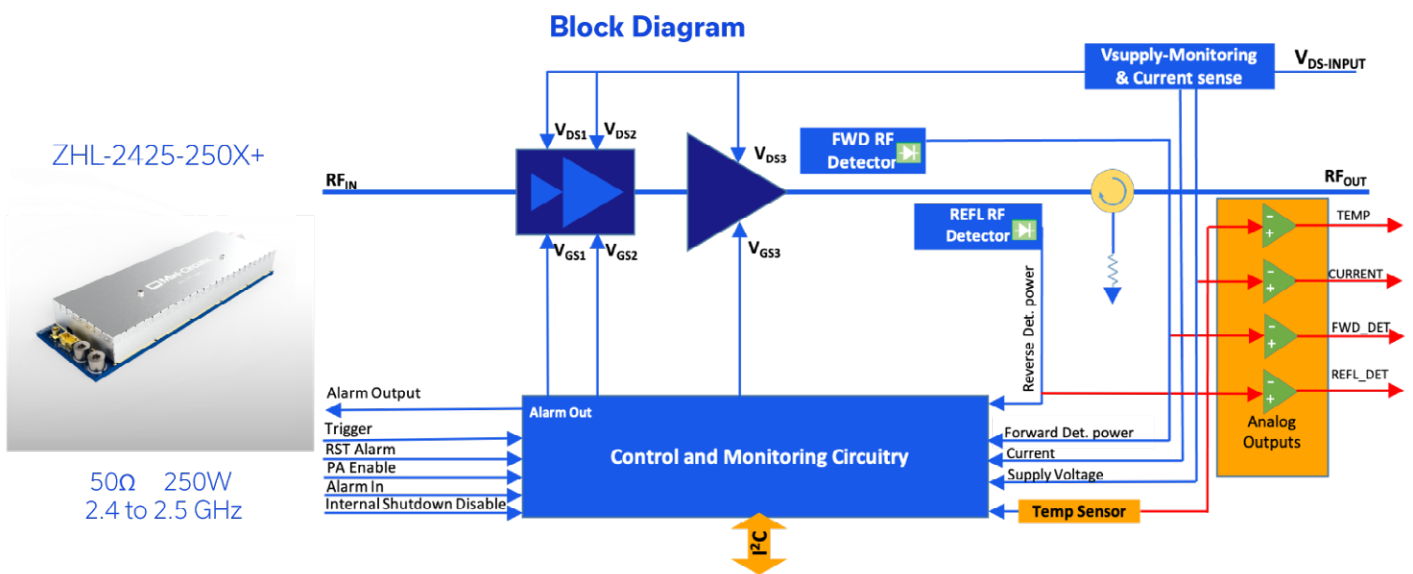 Block Diagram
ZHL-2425-250X+
Mini-Circuits
50Ω 250W
2.4 to 2.5 GHz
Vsupply-Monitoring
& Current sense
VDS-INPUT
VDS1
VDS2
VDS3
FWD RF
Detector
RFIN
RFOUT
REFL RF
Detector
VGS1
VGS2
VGS3
TEMP
CURRENT
FWD_DET
REFL_DET
-
+
-
+
-
+
-
+
Analog
Outputs
Reverse Det. power
Alarm Output
Trigger
RST Alarm
PA Enable
Alarm In
Internal Shutdown Disable
Alarm Out
Control and Monitoring Circuitry
Forward Det. power
Current
Supply Voltage
Temp Sensor
I²C